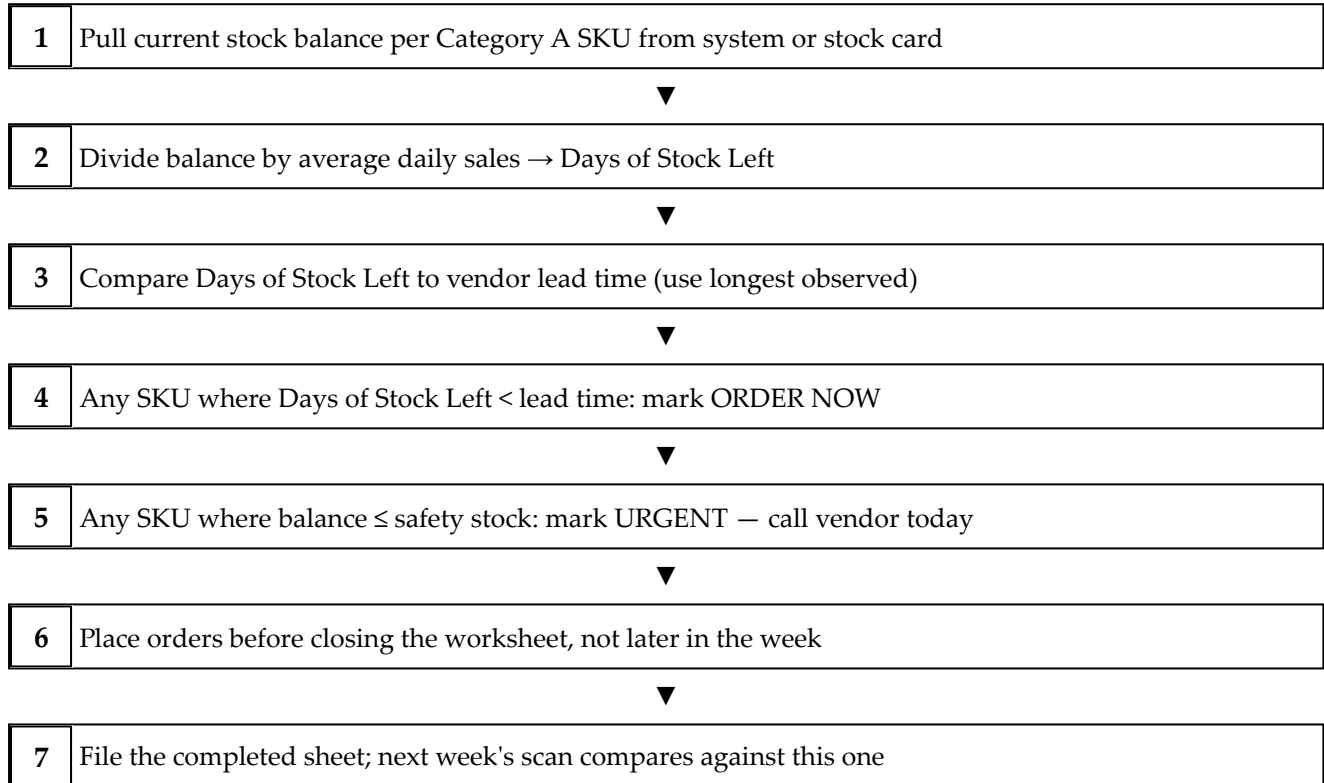 1 Pull current stock balance per Category A SKU from system or stock card
▼
2 Divide balance by average daily sales → Days of Stock Left
▼
3 Compare Days of Stock Left to vendor lead time (use longest observed)
▼
4 Any SKU where Days of Stock Left < lead time: mark ORDER NOW
▼
5 Any SKU where balance ≤ safety stock: mark URGENT — call vendor today
▼
6 Place orders before closing the worksheet, not later in the week
▼
7 File the completed sheet; next week's scan compares against this one